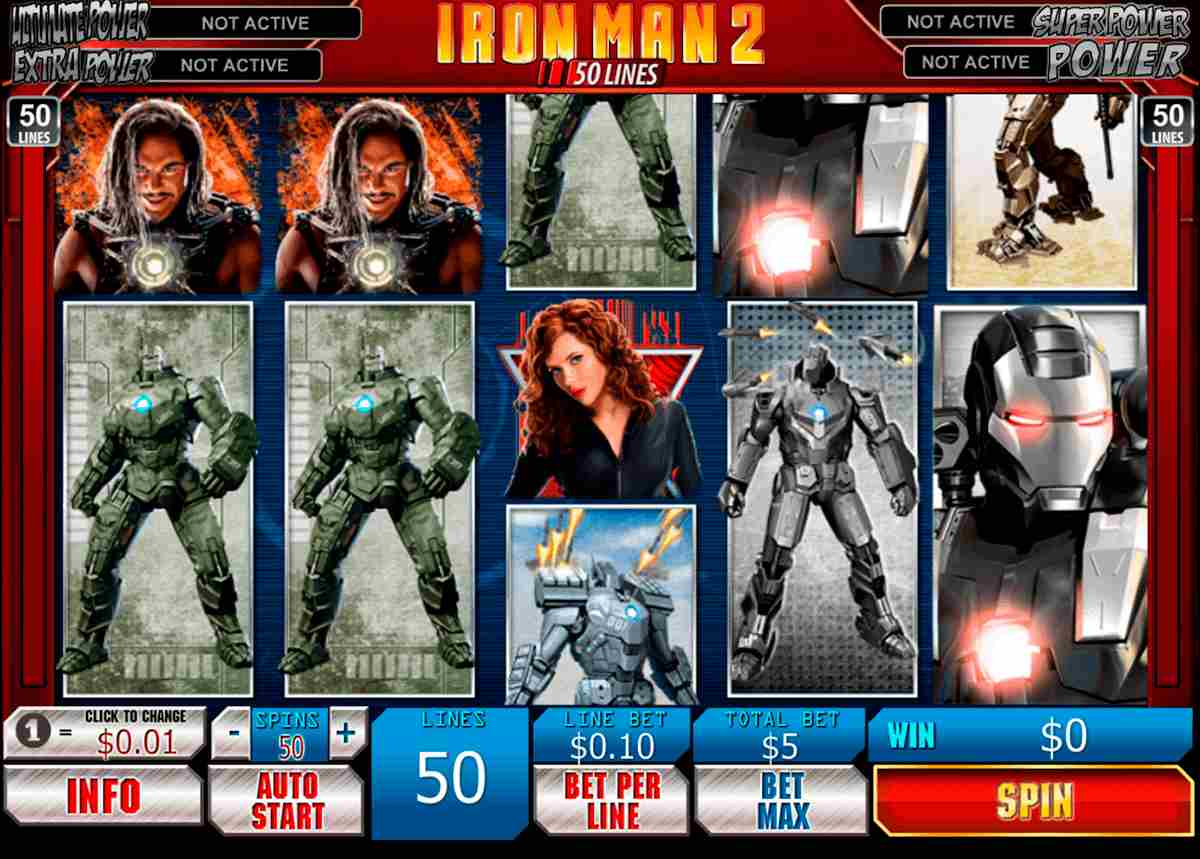 ULTIMATE POWER NOT ACTIVE
EXTRA POWER NOT ACTIVE
IRON MAN 2
50 LINES
NOT ACTIVE SUPER POWER
NOT ACTIVE POWER
50
LINES
50
LINES
001
1 =
CLICK TO CHANGE
$0.01
- SPINS +
50
LINES
50
LINE BET
$0.10
TOTAL BET
$5
WIN $0
INFO
AUTO
START
BET PER
LINE
BET
MAX
SPIN